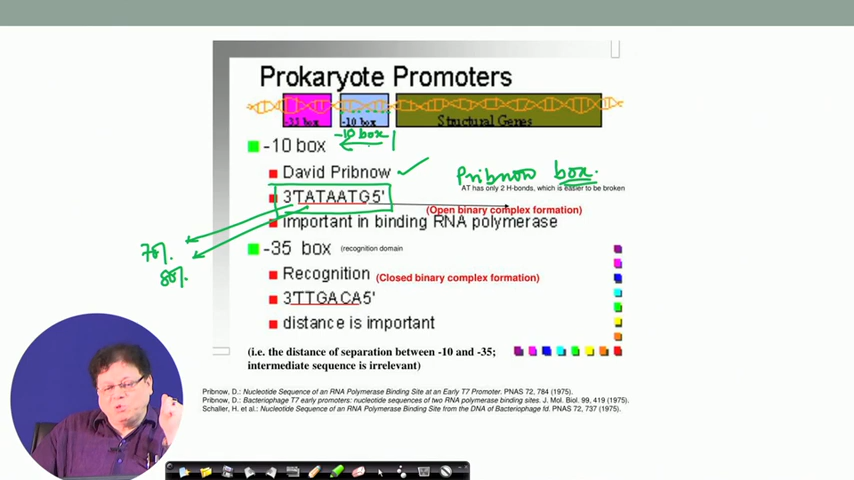 Prokaryote Promoters
-35 box
-10 box
Structural Genes
-10 box
-10 box
David Pribnow
Pribnow box.
AT has only 2 H-bonds, which is easier to be broken
3'TATAATG5'
(Open binary complex formation)
important in binding RNA polymerase
-35 box (recognition domain
70%.
80%.
Recognition (Closed binary complex formation)
3'TTGACA5'
distance is important
(i.e. the distance of separation between -10 and -35;
intermediate sequence is irrelevant)
Pribnow, D.: Nucleotide Sequence of an RNA Polymerase Binding Site at an Early T7 Promoter. PNAS 72, 784 (1975).
Pribnow, D.: Bacteriophage T7 early promoters: nucleotide sequences of two RNA polymerase binding sites. J. Mol. Biol. 99, 419 (1975).
Schaller, H. et al.: Nucleotide Sequence of an RNA Polymerase Binding Site from the DNA of Bacteriophage fd. PNAS 72, 737 (1975).